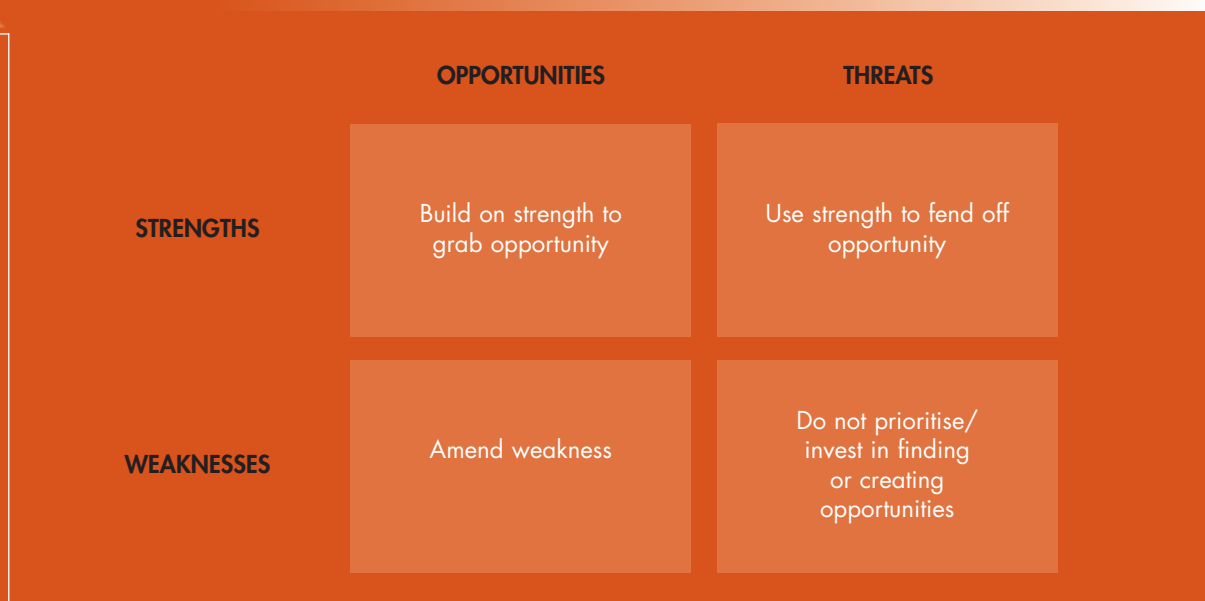 OPPORTUNITIES
THREATS
STRENGTHS
Build on strength to
grab opportunity
Use strength to fend off
opportunity
WEAKNESSES
Amend weakness
Do not prioritise/
invest in finding
or creating
opportunities